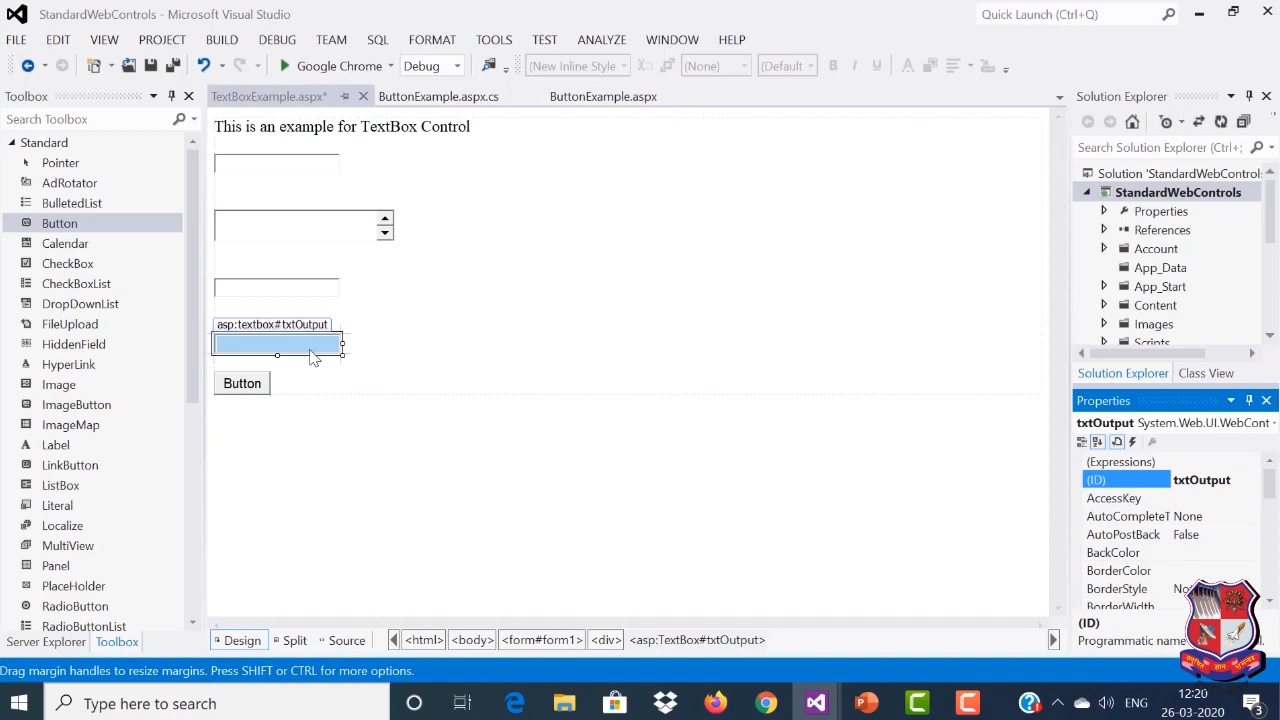 StandardWebControls - Microsoft Visual Studio
Quick Launch (Ctrl+Q)
FILE EDIT VIEW PROJECT BUILD DEBUG TEAM SQL FORMAT TOOLS TEST ANALYZE WINDOW HELP
Google Chrome Debug (New Inline Style) (None) (Default B I U A
Toolbox
TextBoxExample.aspx* ButtonExample.aspx.cs ButtonExample.aspx
Solution Explorer
Search Toolbox
This is an example for TextBox Control
Standard
Pointer
AdRotator
BulletedList
Button
Calendar
CheckBox
CheckBoxList
DropDownList
FileUpload
HiddenField
HyperLink
Image
ImageButton
ImageMap
Label
LinkButton
ListBox
Literal
Localize
MultiView
Panel
PlaceHolder
RadioButton
RadioButtonList
Server Explorer Toolbox
asp:textbox#txtOutput
Button
Design Split Source <html> <body> <form#form1> <div> <asp:TextBox#txtOutput>
Search Solution Explorer (Ctrl+;
Solution 'StandardWebControls
StandardWebControls
Properties
References
Account
App_Data
App_Start
Content
Images
Scripts
Solution Explorer Class View
Properties
txtOutput System.Web.UI.WebCont
(Expressions)
(ID) txtOutput
AccessKey
AutoCompleteT None
AutoPostBack False
BackColor
BorderColor
BorderStyle
BorderWidth
(ID)
Programmatic name
Drag margin handles to resize margins. Press SHIFT or CTRL for more options.
Type here to search
ENG
12:20
26-03-2020
3